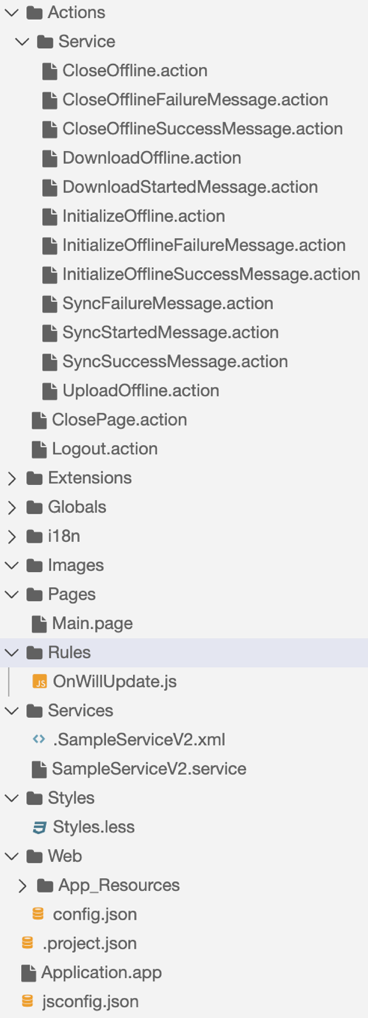 Actions
Service
CloseOffline.action
CloseOfflineFailureMessage.action
CloseOfflineSuccessMessage.action
DownloadOffline.action
DownloadStartedMessage.action
InitializeOffline.action
InitializeOfflineFailureMessage.action
InitializeOfflineSuccessMessage.action
SyncFailureMessage.action
SyncStartedMessage.action
SyncSuccessMessage.action
UploadOffline.action
ClosePage.action
Logout.action
Extensions
Globals
i18n
Images
Pages
Main.page
Rules
JS OnWillUpdate.js
Services
<> .SampleServiceV2.xml
SampleServiceV2.service
Styles
Styles.less
Web
App_Resources
config.json
.project.json
Application.app
jsconfig.json